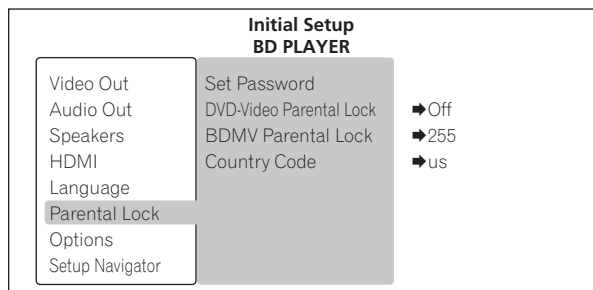 Initial Setup
BD PLAYER
Video Out
Audio Out
Speakers
HDMI
Language
Parental Lock
Options
Setup Navigator
Set Password
DVD-Video Parental Lock ➡Off
BDMV Parental Lock ➡255
Country Code ➡us